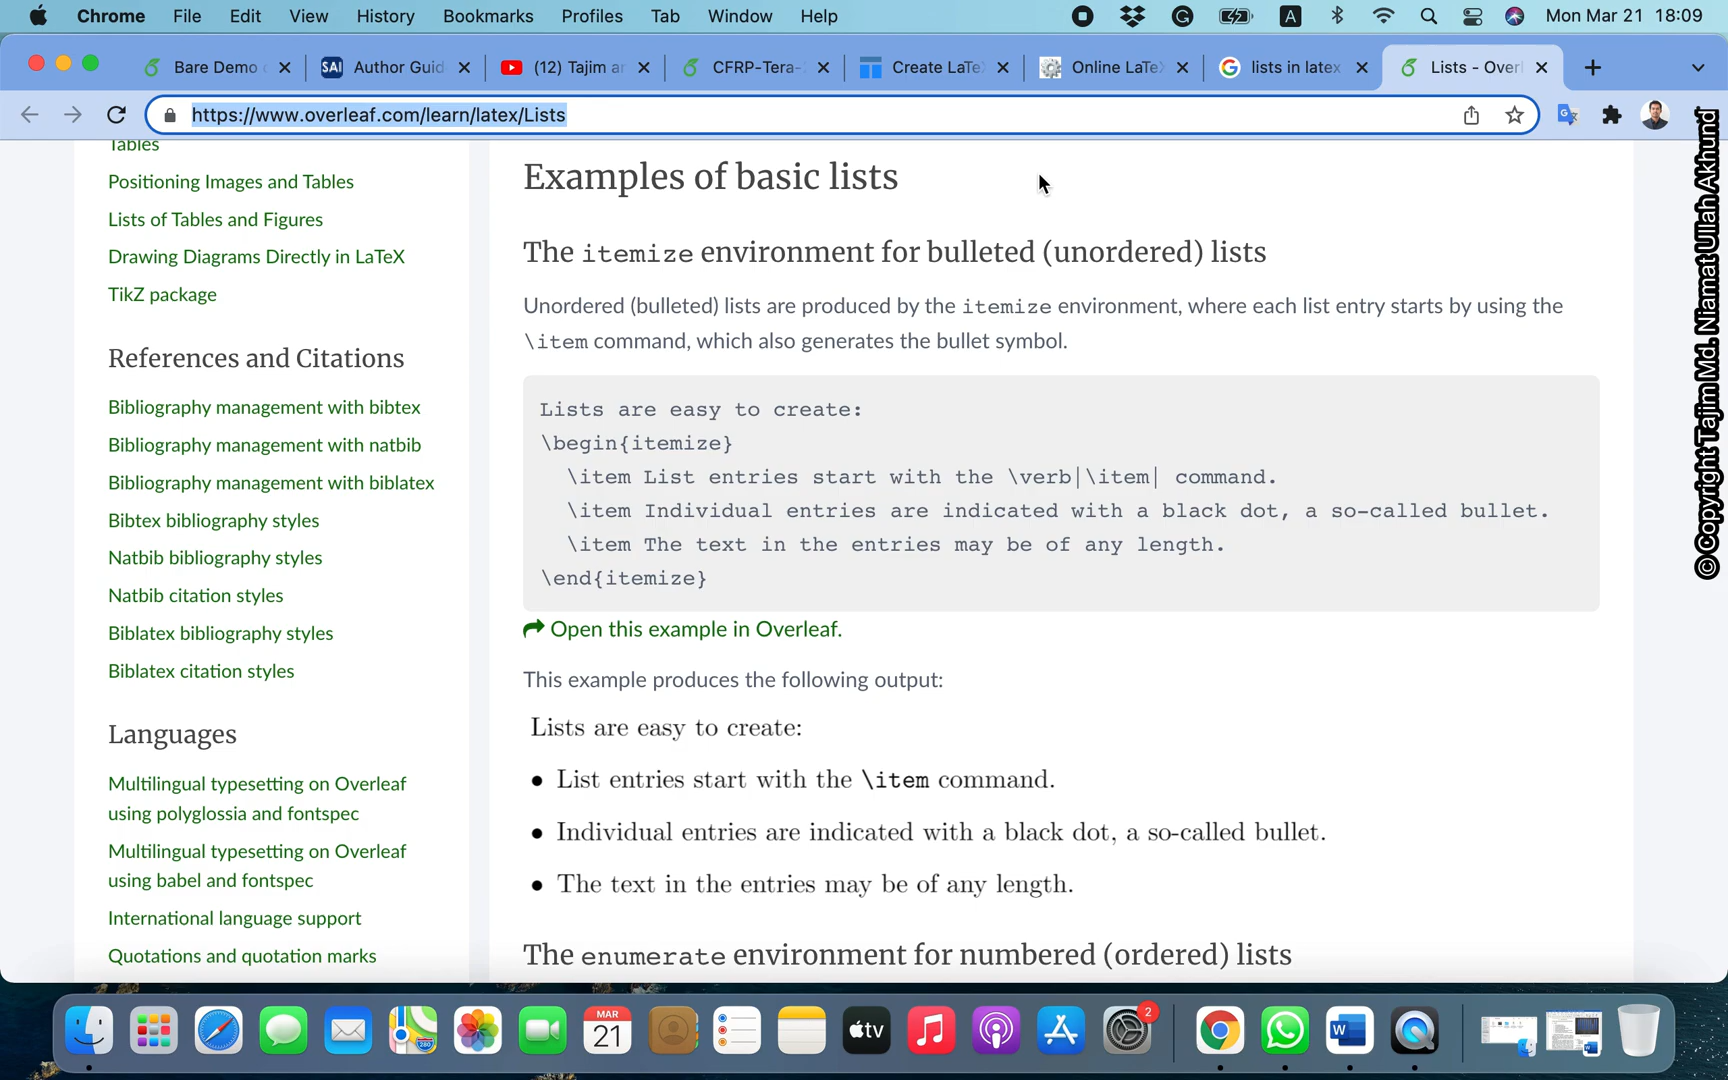 Chrome File Edit View History Bookmarks Profiles Tab Window Help A Mon Mar 21 18:09
Bare Demo SAI Author Guid (12) Tajim CFRP-Tera- Create LaTe Online LaTe lists in latex Lists - Over
https://www.overleaf.com/learn/latex/Lists
Tables
Positioning Images and Tables
Lists of Tables and Figures
Drawing Diagrams Directly in LaTeX
TikZ package
References and Citations
Bibliography management with bibtex
Bibliography management with natbib
Bibliography management with biblatex
Bibtex bibliography styles
Natbib bibliography styles
Natbib citation styles
Biblatex bibliography styles
Biblatex citation styles
Languages
Multilingual typesetting on Overleaf
using polyglossia and fontspec
Multilingual typesetting on Overleaf
using babel and fontspec
International language support
Quotations and quotation marks
Examples of basic lists
The itemize environment for bulleted (unordered) lists
Unordered (bulleted) lists are produced by the itemize environment, where each list entry starts by using the
\item command, which also generates the bullet symbol.
Lists are easy to create:
\begin{itemize}
\item List entries start with the \verb|\item| command.
\item Individual entries are indicated with a black dot, a so-called bullet.
\item The text in the entries may be of any length.
\end{itemize}
Open this example in Overleaf.
This example produces the following output:
Lists are easy to create:
• List entries start with the \item command.
• Individual entries are indicated with a black dot, a so-called bullet.
• The text in the entries may be of any length.
The enumerate environment for numbered (ordered) lists
©Copyright Tajim Md. Niamat Ullah Akhund
MAR
21
280
tv
2
W